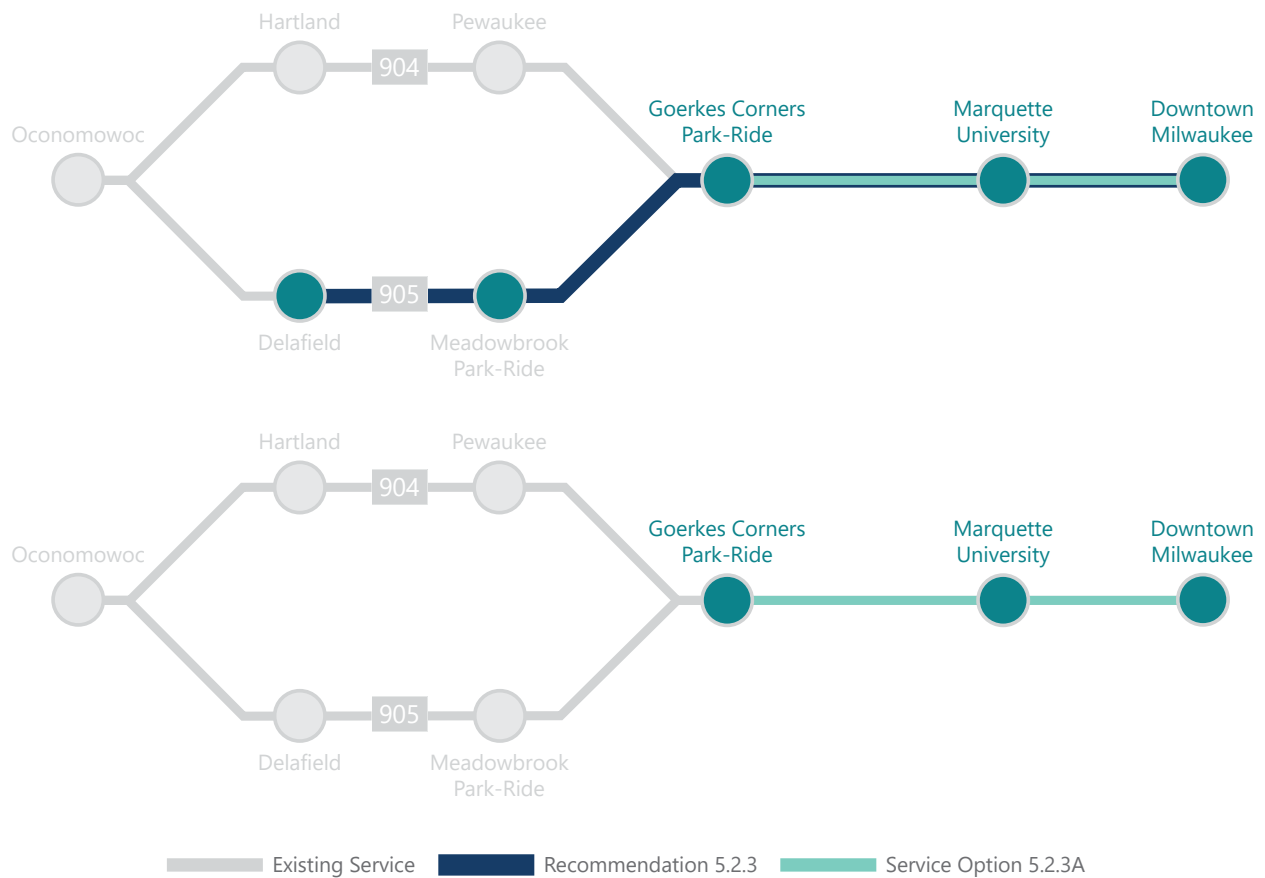 Hartland
Pewaukee
904
Oconomowoc
Goerkes Corners
Park-Ride
Marquette
University
Downtown
Milwaukee
905
Delafield
Meadowbrook
Park-Ride
Hartland
Pewaukee
904
Oconomowoc
Goerkes Corners
Park-Ride
Marquette
University
Downtown
Milwaukee
905
Delafield
Meadowbrook
Park-Ride
Existing Service
Recommendation 5.2.3
Service Option 5.2.3A